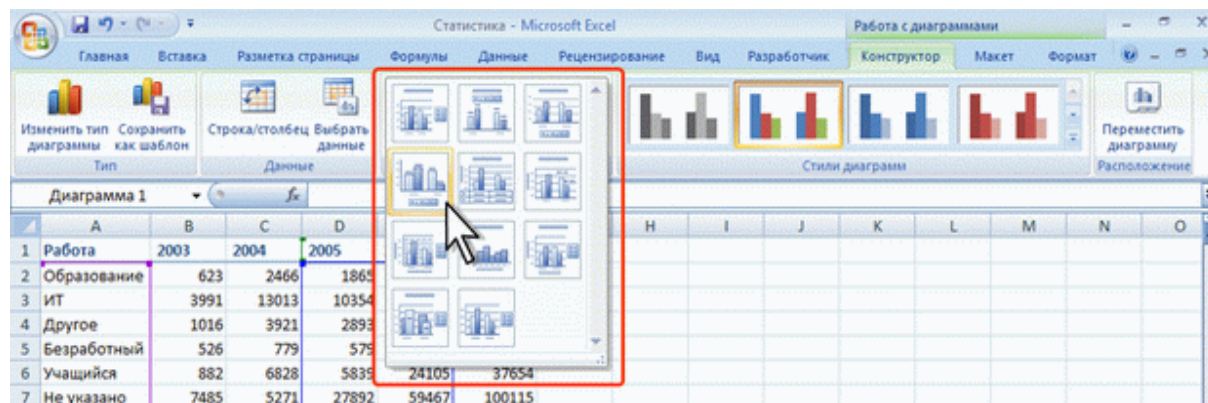 Статистика - Microsoft Excel
Работа с диаграммами
Главная Вставка Разметка страницы Формулы Данные Рецензирование Вид Разработчик Конструктор Макет Формат
Изменить тип диаграммы
Сохранить как шаблон
Строка/столбец
Выбрать данные
Переместить диаграмму
Тип Данные Стили диаграмм Расположение
Диаграмма 1 fx
A B C D H I J K L M N O
1 Работа 2003 2004 2005
2 Образование 623 2466 1865
3 ИТ 3991 13013 10354
4 Другое 1016 3921 2893
5 Безработный 526 779 579
6 Учащийся 882 6828 5839 24105 37654
7 Не указано 7485 5271 27892 59467 100115